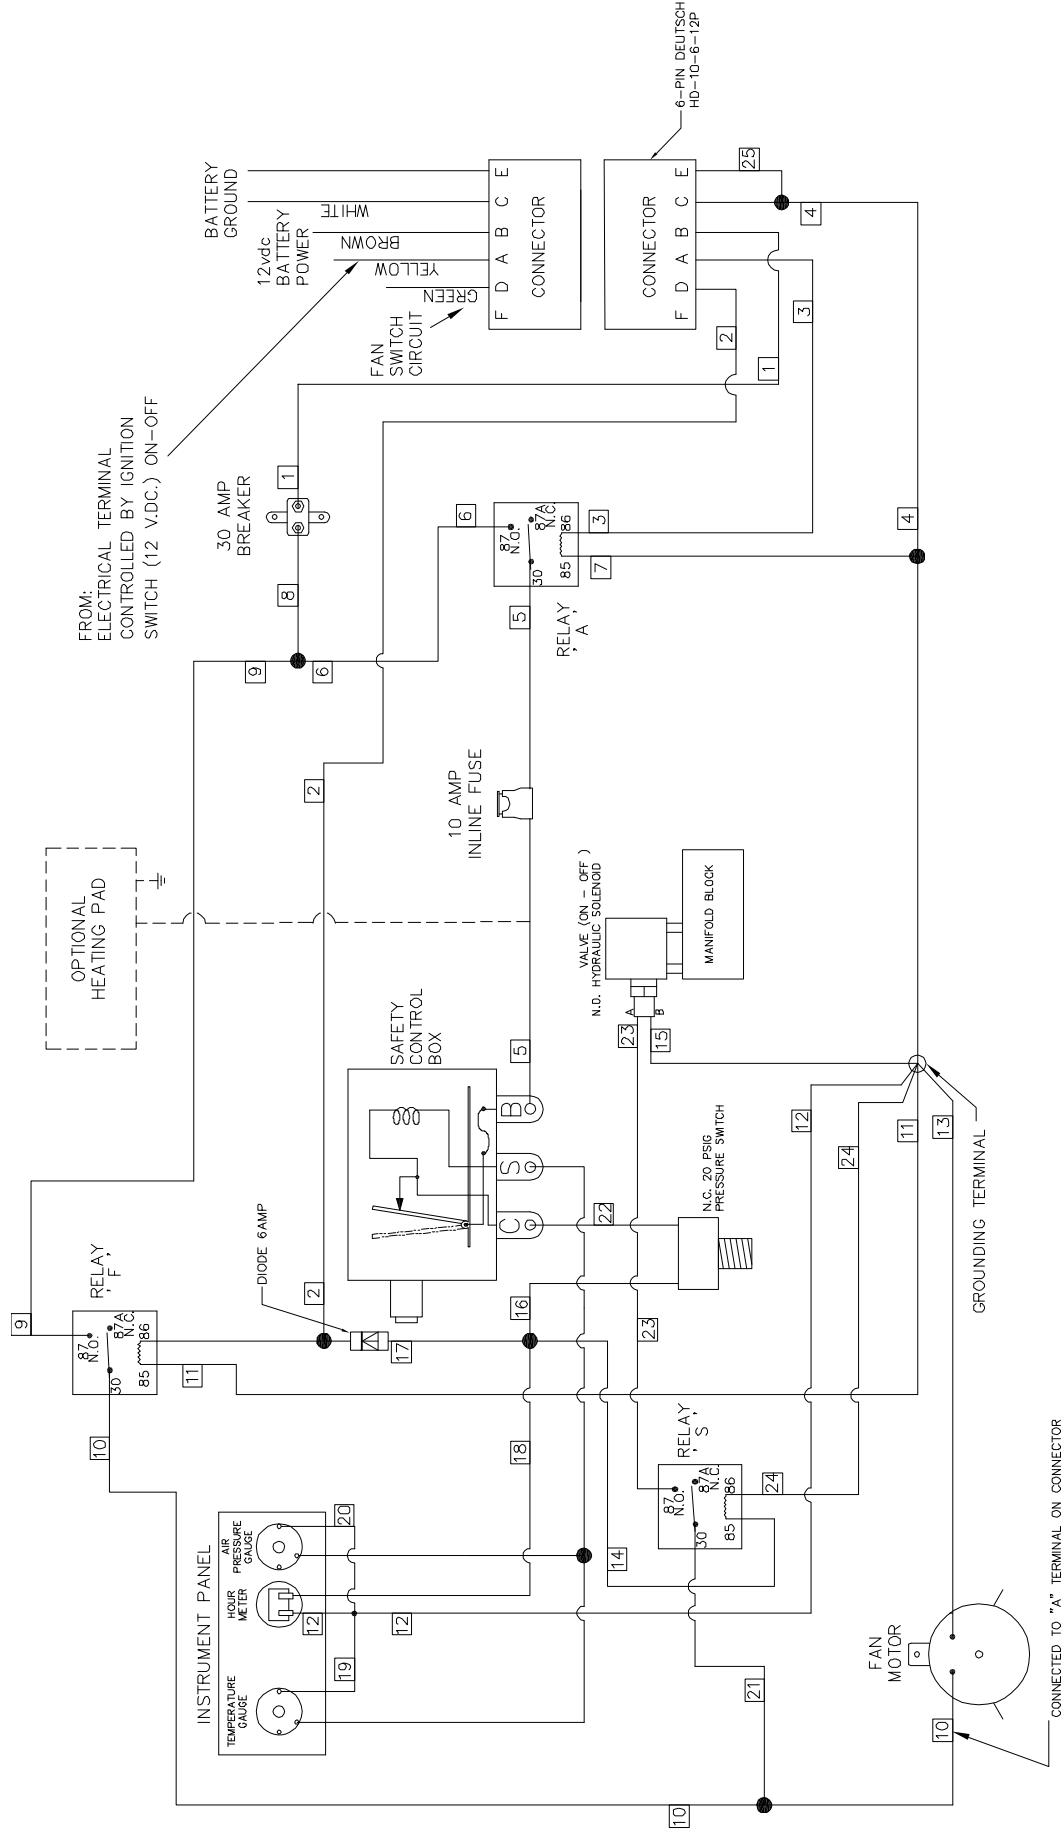 9
FROM:
ELECTRICAL TERMINAL
CONTROLLED BY IGNITION
SWITCH (12 V.DC.) ON-OFF
OPTIONAL
HEATING PAD
RELAY
'F'
87
N.O.
87A
N.C.
30
85
86
10
11
INSTRUMENT PANEL
TEMPERATURE
GAUGE
HOUR
METER
AIR
PRESSURE
GAUGE
19
12
12
20
BATTERY
GROUND
WHITE
12vdc
BATTERY
POWER
BROWN
YELLOW
GREEN
FAN
SWITCH
CIRCUIT
30 AMP
BREAKER
9
8
1
6
2
2
DIODE 6AMP
17
SAFETY
CONTROL
BOX
C
S
B
10 AMP
INLINE FUSE
6
5
5
RELAY
'A'
87
N.O.
87A
N.C.
30
85
86
7
3
F
D
A
B
C
E
CONNECTOR
CONNECTOR
F
D
A
B
C
E
6-PIN DEUTSCH
HD-10-6-12P
2
1
3
25
4
4
18
16
14
22
23
23
15
VALVE (ON - OFF )
N.D. HYDRAULIC SOLENOID
A
B
MANIFOLD BLOCK
N.C. 20 PSIG
PRESSURE SWTCH
RELAY
'S'
87
N.O.
87A
N.C.
30
85
86
24
21
10
12
24
11
13
GROUNDING TERMINAL
FAN
MOTOR
10
CONNECTED TO "A" TERMINAL ON CONNECTOR